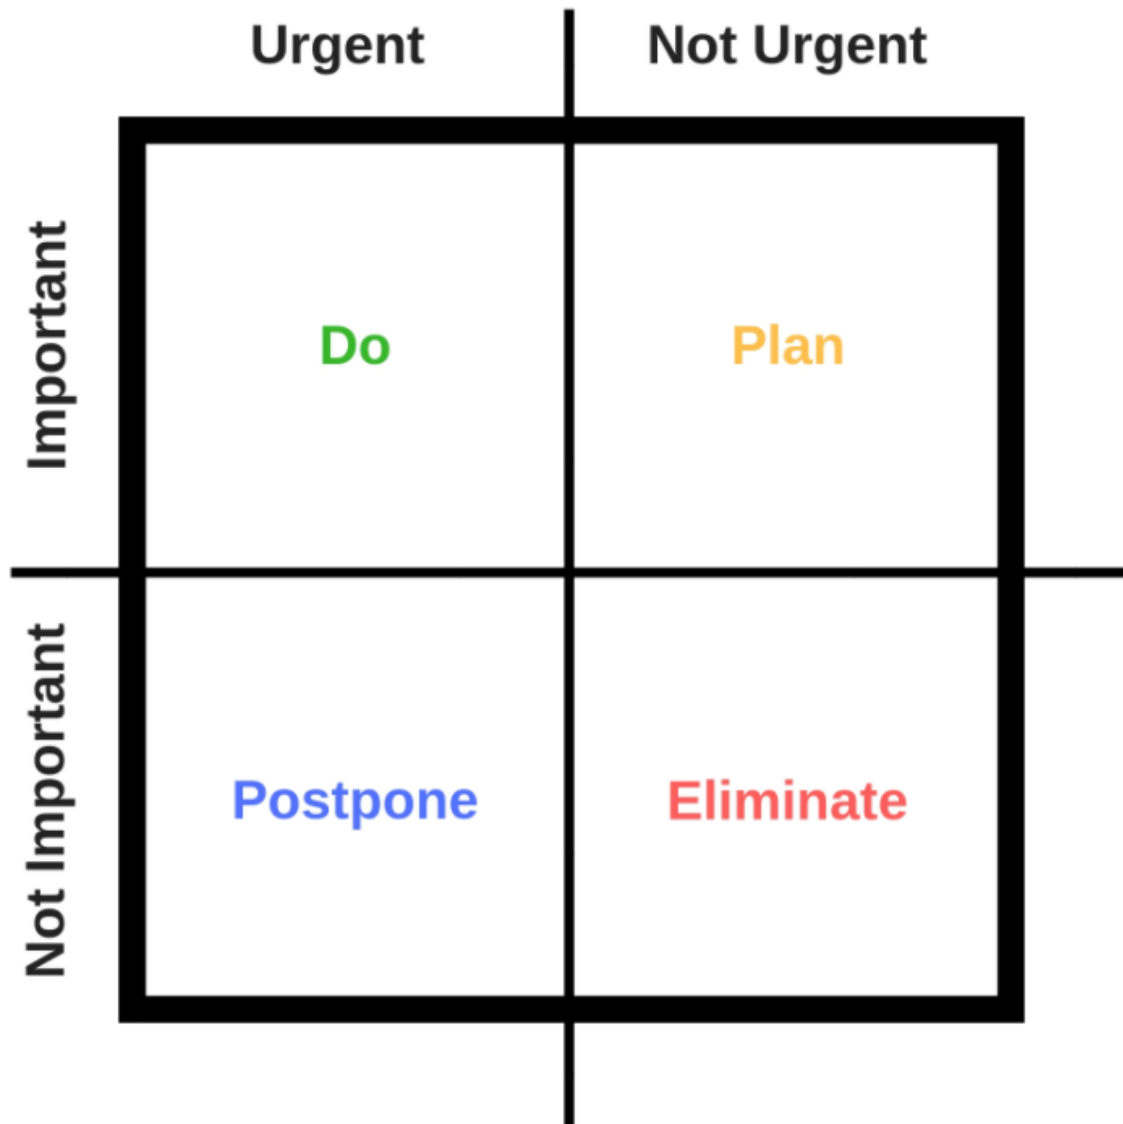 Urgent
Not Urgent
Important
Do
Plan
Not Important
Postpone
Eliminate